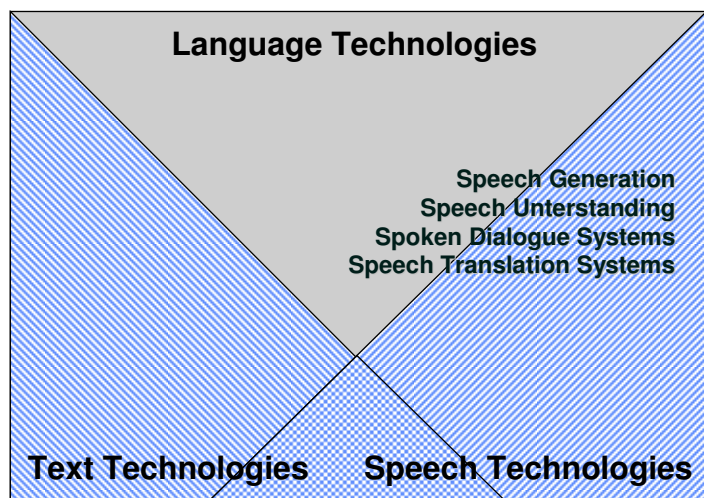 Language Technologies
Speech Generation
Speech Unterstanding
Spoken Dialogue Systems
Speech Translation Systems
Text Technologies
Speech Technologies